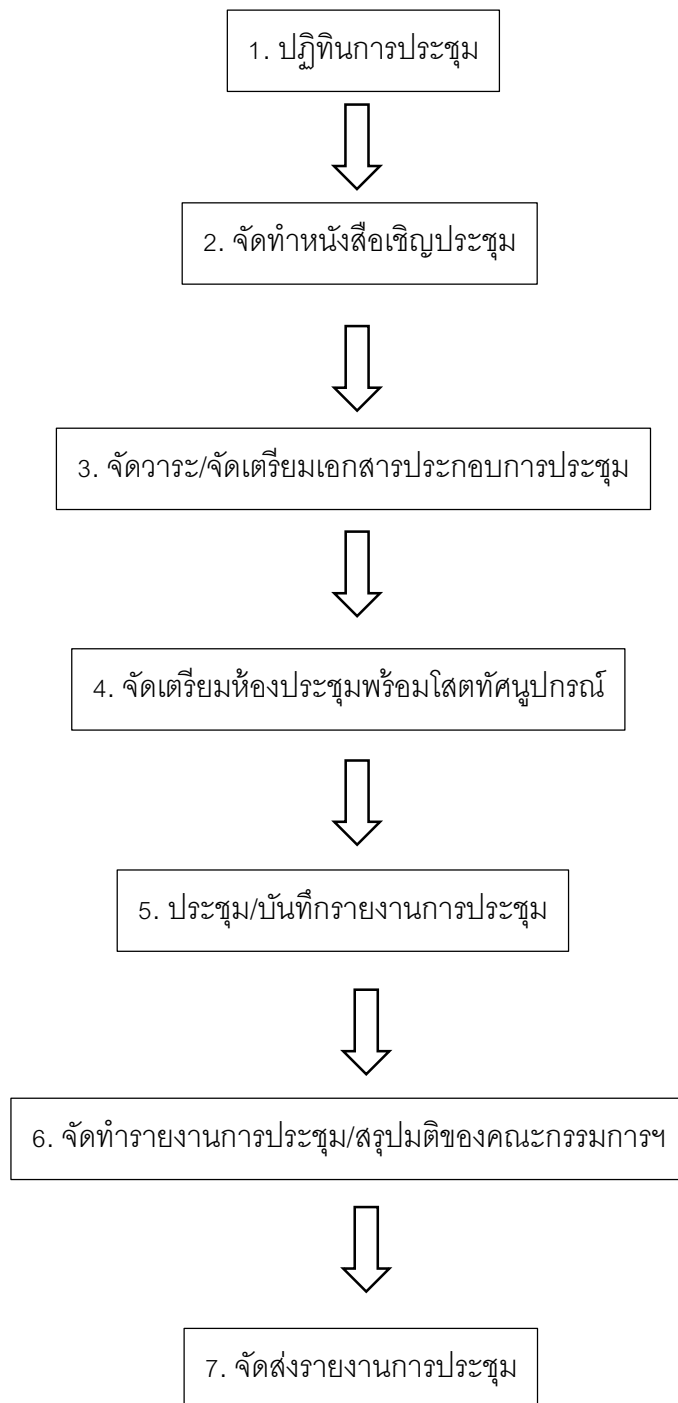 1. ปฏิทินการประชุม
2. จัดทำหนังสือเชิญประชุม
3. จัดวาระ/จัดเตรียมเอกสารประกอบการประชุม
4. จัดเตรียมห้องประชุมพร้อมโสตทัศนูปกรณ์
5. ประชุม/บันทึกรายงานการประชุม
6. จัดทำรายงานการประชุม/สรุปมติของคณะกรรมการฯ
7. จัดส่งรายงานการประชุม